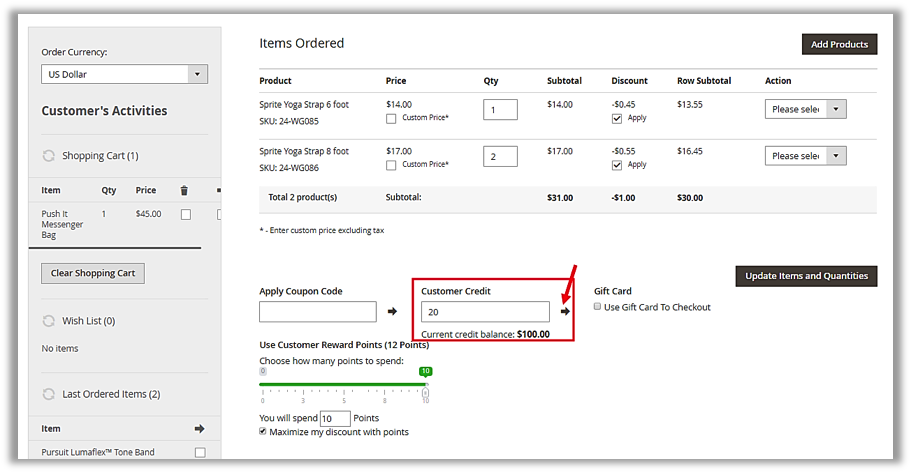 Order Currency:
US Dollar
Customer's Activities
Shopping Cart (1)
Item Qty Price
Push It 1 $45.00
Messenger
Bag
Clear Shopping Cart
Wish List (0)
No items
Last Ordered Items (2)
Item
Pursuit Lumaflex™ Tone Band
Items Ordered
Add Products
Product Price Qty Subtotal Discount Row Subtotal Action
Sprite Yoga Strap 6 foot $14.00 1 $14.00 -$0.45 $13.55 Please selec
SKU: 24-WG085 Custom Price* Apply
Sprite Yoga Strap 8 foot $17.00 2 $17.00 -$0.55 $16.45 Please selec
SKU: 24-WG086 Custom Price* Apply
Total 2 product(s) Subtotal: $31.00 -$1.00 $30.00
* - Enter custom price excluding tax
Update Items and Quantities
Apply Coupon Code
Customer Credit
20
Current credit balance: $100.00
Gift Card
Use Gift Card To Checkout
Use Customer Reward Points (12 Points)
Choose how many points to spend:
0 10
0 3 5 8 10
You will spend 10 Points
Maximize my discount with points